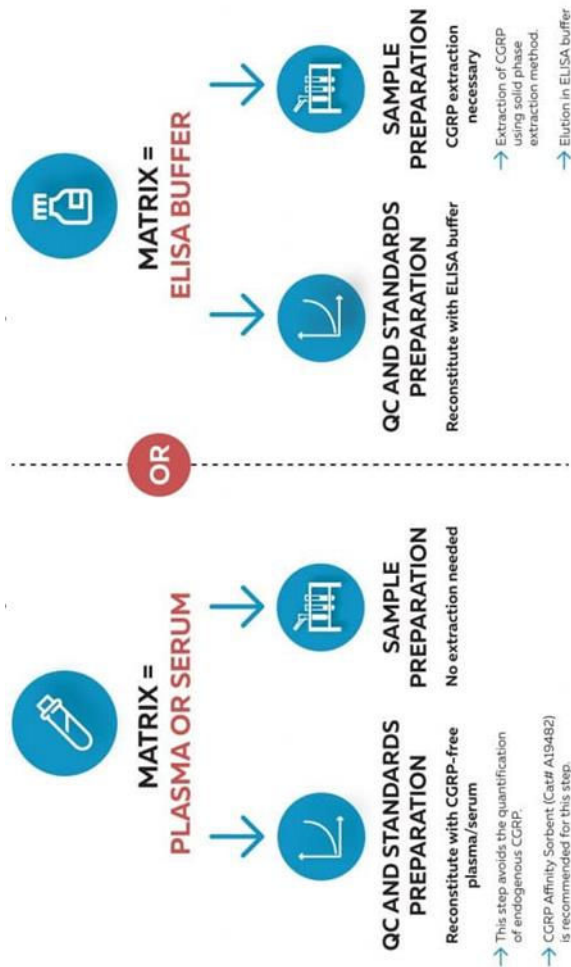 MATRIX =
PLASMA OR SERUM
QC AND STANDARDS
PREPARATION
Reconstitute with CGRP-free
plasma/serum
This step avoids the quantification
of endogenous CGRP.
CGRP Affinity Sorbent (Cat# A19482)
is recommended for this step.
SAMPLE
PREPARATION
No extraction needed
OR
MATRIX =
ELISA BUFFER
QC AND STANDARDS
PREPARATION
Reconstitute with ELISA buffer
SAMPLE
PREPARATION
CGRP extraction
necessary
Extraction of CGRP
using solid phase
extraction method.
Elution in ELISA buffer